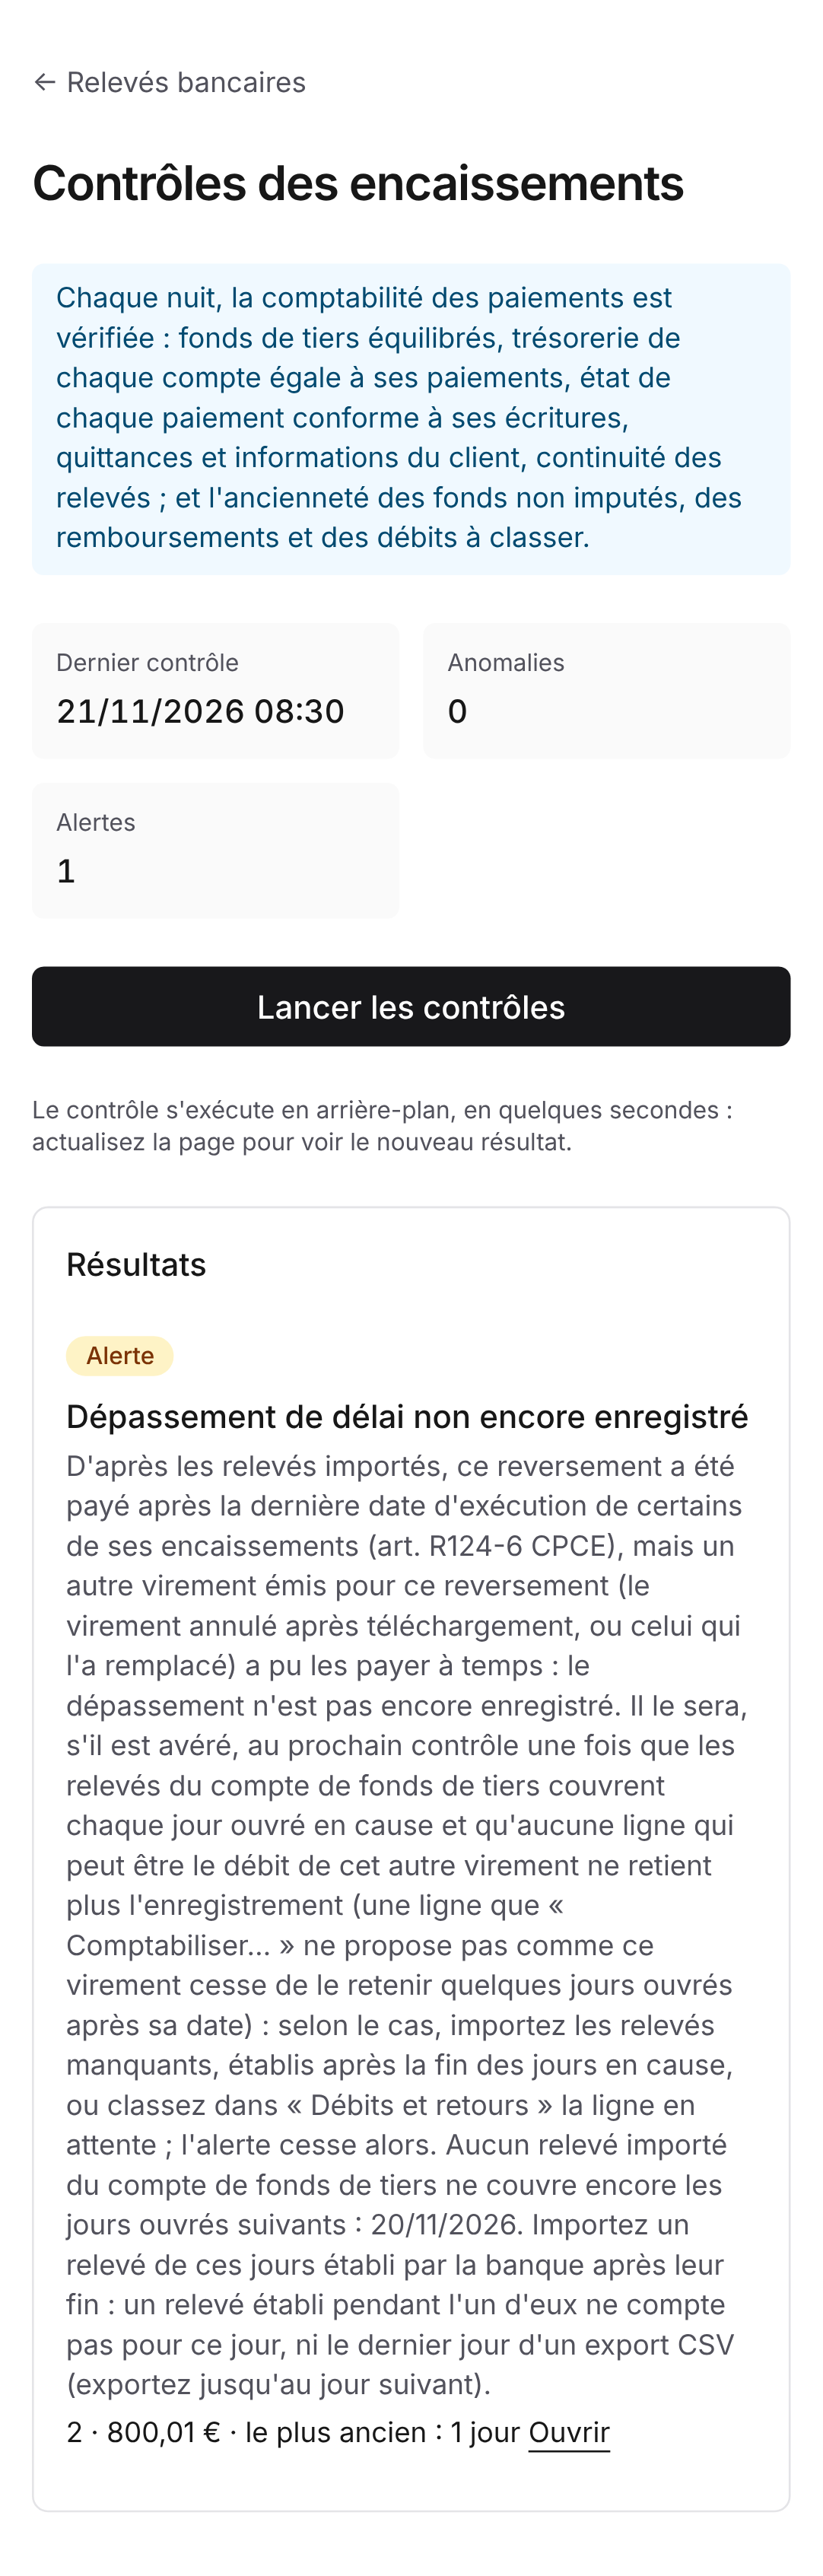 ← Relevés bancaires
Contrôles des encaissements
Chaque nuit, la comptabilité des paiements est
vérifiée : fonds de tiers équilibrés, trésorerie de
chaque compte égale à ses paiements, état de
chaque paiement conforme à ses écritures,
quittances et informations du client, continuité des
relevés ; et l'ancienneté des fonds non imputés, des
remboursements et des débits à classer.
Dernier contrôle
21/11/2026 08:30
Anomalies
0
Alertes
1
Lancer les contrôles
Le contrôle s'exécute en arrière-plan, en quelques secondes :
actualisez la page pour voir le nouveau résultat.
Résultats
Alerte
Dépassement de délai non encore enregistré
D'après les relevés importés, ce reversement a été
payé après la dernière date d'exécution de certains
de ses encaissements (art. R124-6 CPCE), mais un
autre virement émis pour ce reversement (le
virement annulé après téléchargement, ou celui qui
l'a remplacé) a pu les payer à temps : le
dépassement n'est pas encore enregistré. Il le sera,
s'il est avéré, au prochain contrôle une fois que les
relevés du compte de fonds de tiers couvrent
chaque jour ouvré en cause et qu'aucune ligne qui
peut être le débit de cet autre virement ne retient
plus l'enregistrement (une ligne que «
Comptabiliser... » ne propose pas comme ce
virement cesse de le retenir quelques jours ouvrés
après sa date) : selon le cas, importez les relevés
manquants, établis après la fin des jours en cause,
ou classez dans « Débits et retours » la ligne en
attente ; l'alerte cesse alors. Aucun relevé importé
du compte de fonds de tiers ne couvre encore les
jours ouvrés suivants : 20/11/2026. Importez un
relevé de ces jours établi par la banque après leur
fin : un relevé établi pendant l'un d'eux ne compte
pas pour ce jour, ni le dernier jour d'un export CSV
(exportez jusqu'au jour suivant).
2 · 800,01 € · le plus ancien : 1 jour Ouvrir